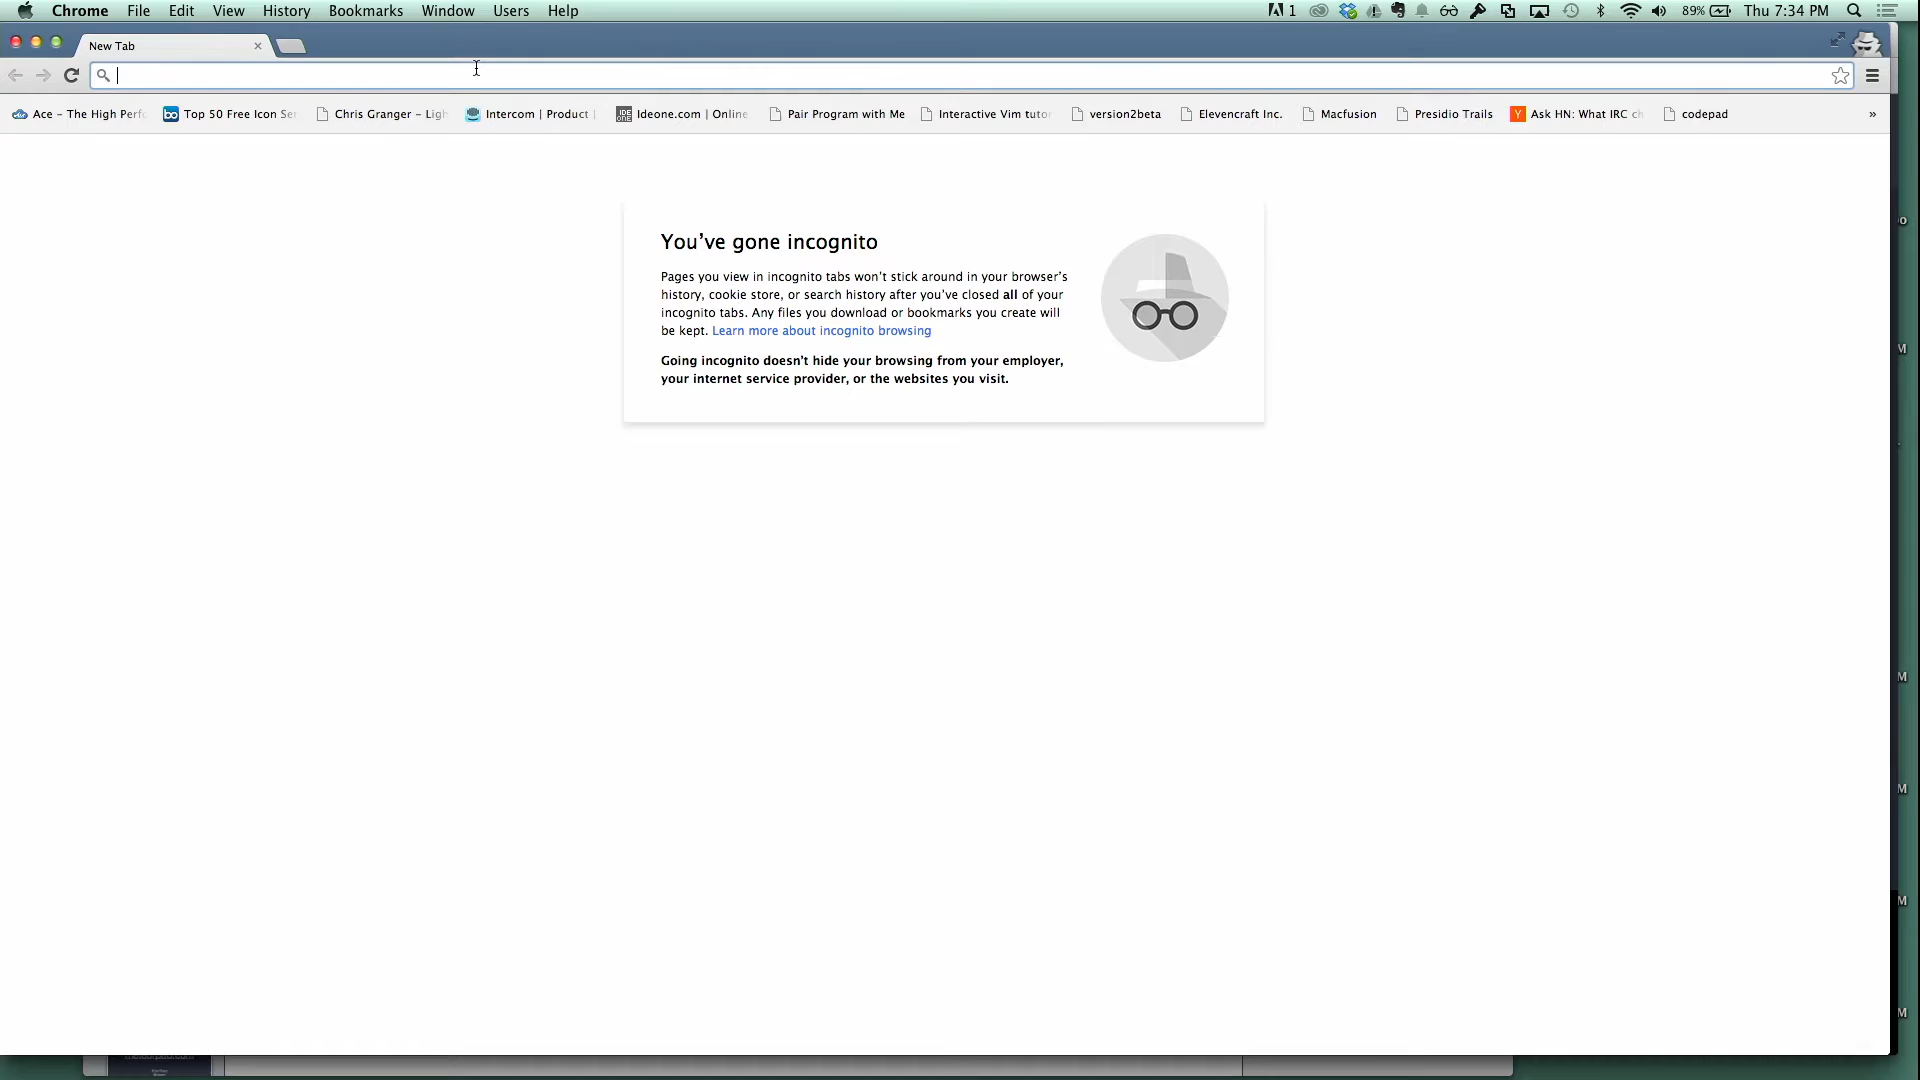 Chrome File Edit View History Bookmarks Window Users Help 1 89% Thu 7:34 PM
New Tab
Ace – The High Perfo Top 50 Free Icon Se Chris Granger – Ligh Intercom | Product | Ideone.com | Online Pair Program with Me Interactive Vim tutor version2beta Elevencraft Inc. Macfusion Presidio Trails Y Ask HN: What IRC ch codepad »
You've gone incognito
Pages you view in incognito tabs won't stick around in your browser's
history, cookie store, or search history after you've closed all of your
incognito tabs. Any files you download or bookmarks you create will
be kept. Learn more about incognito browsing
Going incognito doesn't hide your browsing from your employer,
your internet service provider, or the websites you visit.